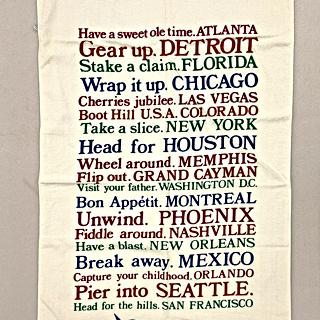 Have a sweet ole time. ATLANTA
Gear up. DETROIT
Stake a claim. FLORIDA
Wrap it up. CHICAGO
Cherries jubilee. LAS VEGAS
Boot Hill U.S.A. COLORADO
Take a slice. NEW YORK
Head for HOUSTON
Wheel around. MEMPHIS
Flip out. GRAND CAYMAN
Visit your father. WASHINGTON D.C.
Bon Appétit. MONTREAL
Unwind. PHOENIX
Fiddle around. NASHVILLE
Have a blast. NEW ORLEANS
Break away. MEXICO
Capture your childhood. ORLANDO
Pier into SEATTLE.
Head for the hills. SAN FRANCISCO